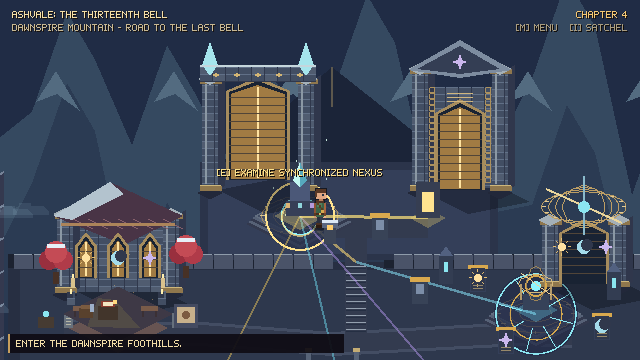 ASHVALE: THE THIRTEENTH BELL
DAWNSPIRE MOUNTAIN - ROAD TO THE LAST BELL
CHAPTER 4
[M] MENU [I] SATCHEL
[E] EXAMINE SYNCHRONIZED NEXUS
ENTER THE DAWNSPIRE FOOTHILLS.